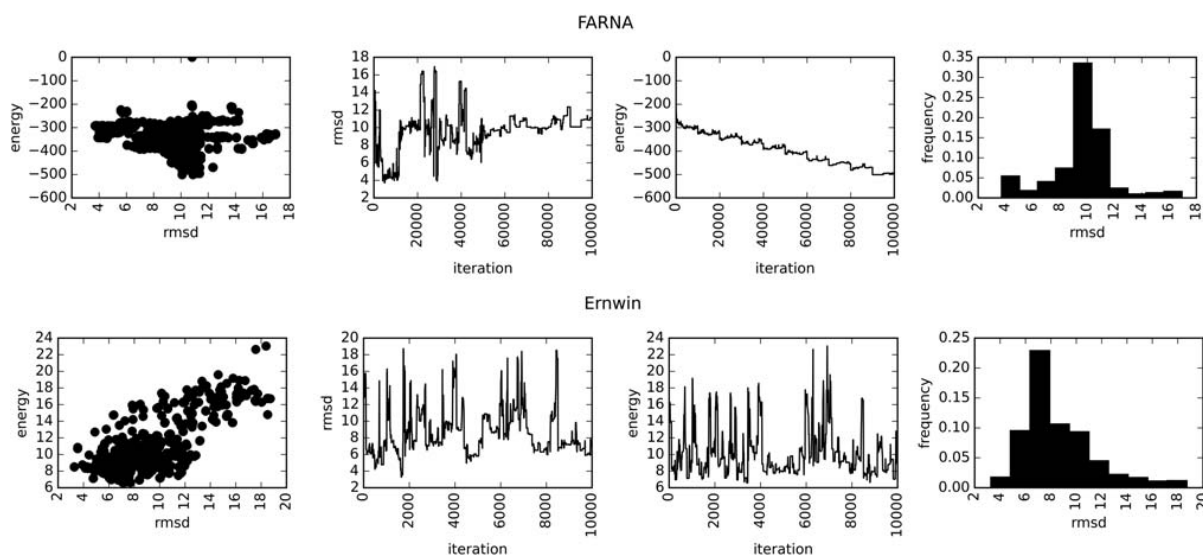 FARNA
0
−100
−200
−300
−400
−500
−600
energy
2 4 6 8 10 12 14 16 18
rmsd
18
16
14
12
10
8
6
4
2
rmsd
0 20000 40000 60000 80000 100000
iteration
0
−100
−200
−300
−400
−500
−600
energy
0 20000 40000 60000 80000 100000
iteration
0.35
0.30
0.25
0.20
0.15
0.10
0.05
0.00
frequency
2 4 6 8 10 12 14 16 18
rmsd
Ernwin
24
22
20
18
16
14
12
10
8
6
energy
2 4 6 8 10 12 14 16 18 20
rmsd
20
18
16
14
12
10
8
6
4
2
rmsd
0 2000 4000 6000 8000 10000
iteration
24
22
20
18
16
14
12
10
8
6
energy
0 2000 4000 6000 8000 10000
iteration
0.25
0.20
0.15
0.10
0.05
0.00
frequency
2 4 6 8 10 12 14 16 18 20
rmsd